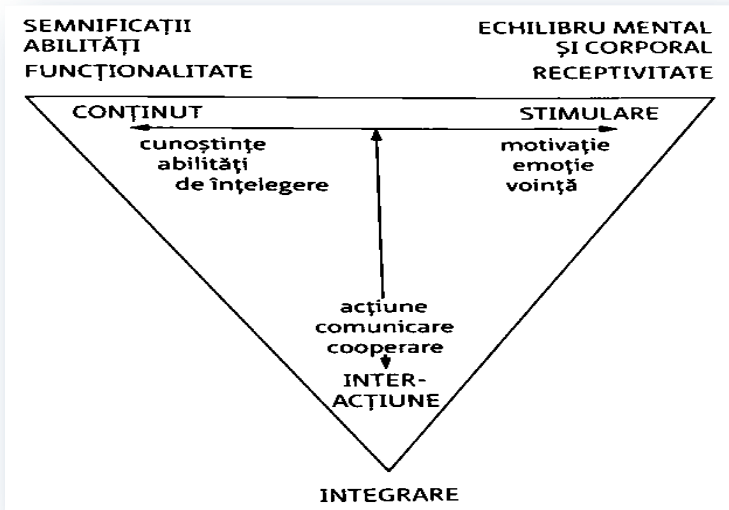 SEMNIFICAȚII
ABILITĂȚI
FUNCȚIONALITATE
ECHILIBRU MENTAL
ȘI CORPORAL
RECEPTIVITATE
CONȚINUT
STIMULARE
cunoștințe
abilități
de înțelegere
motivație
emoție
voință
acțiune
comunicare
cooperare
INTER-
ACȚIUNE
INTEGRARE